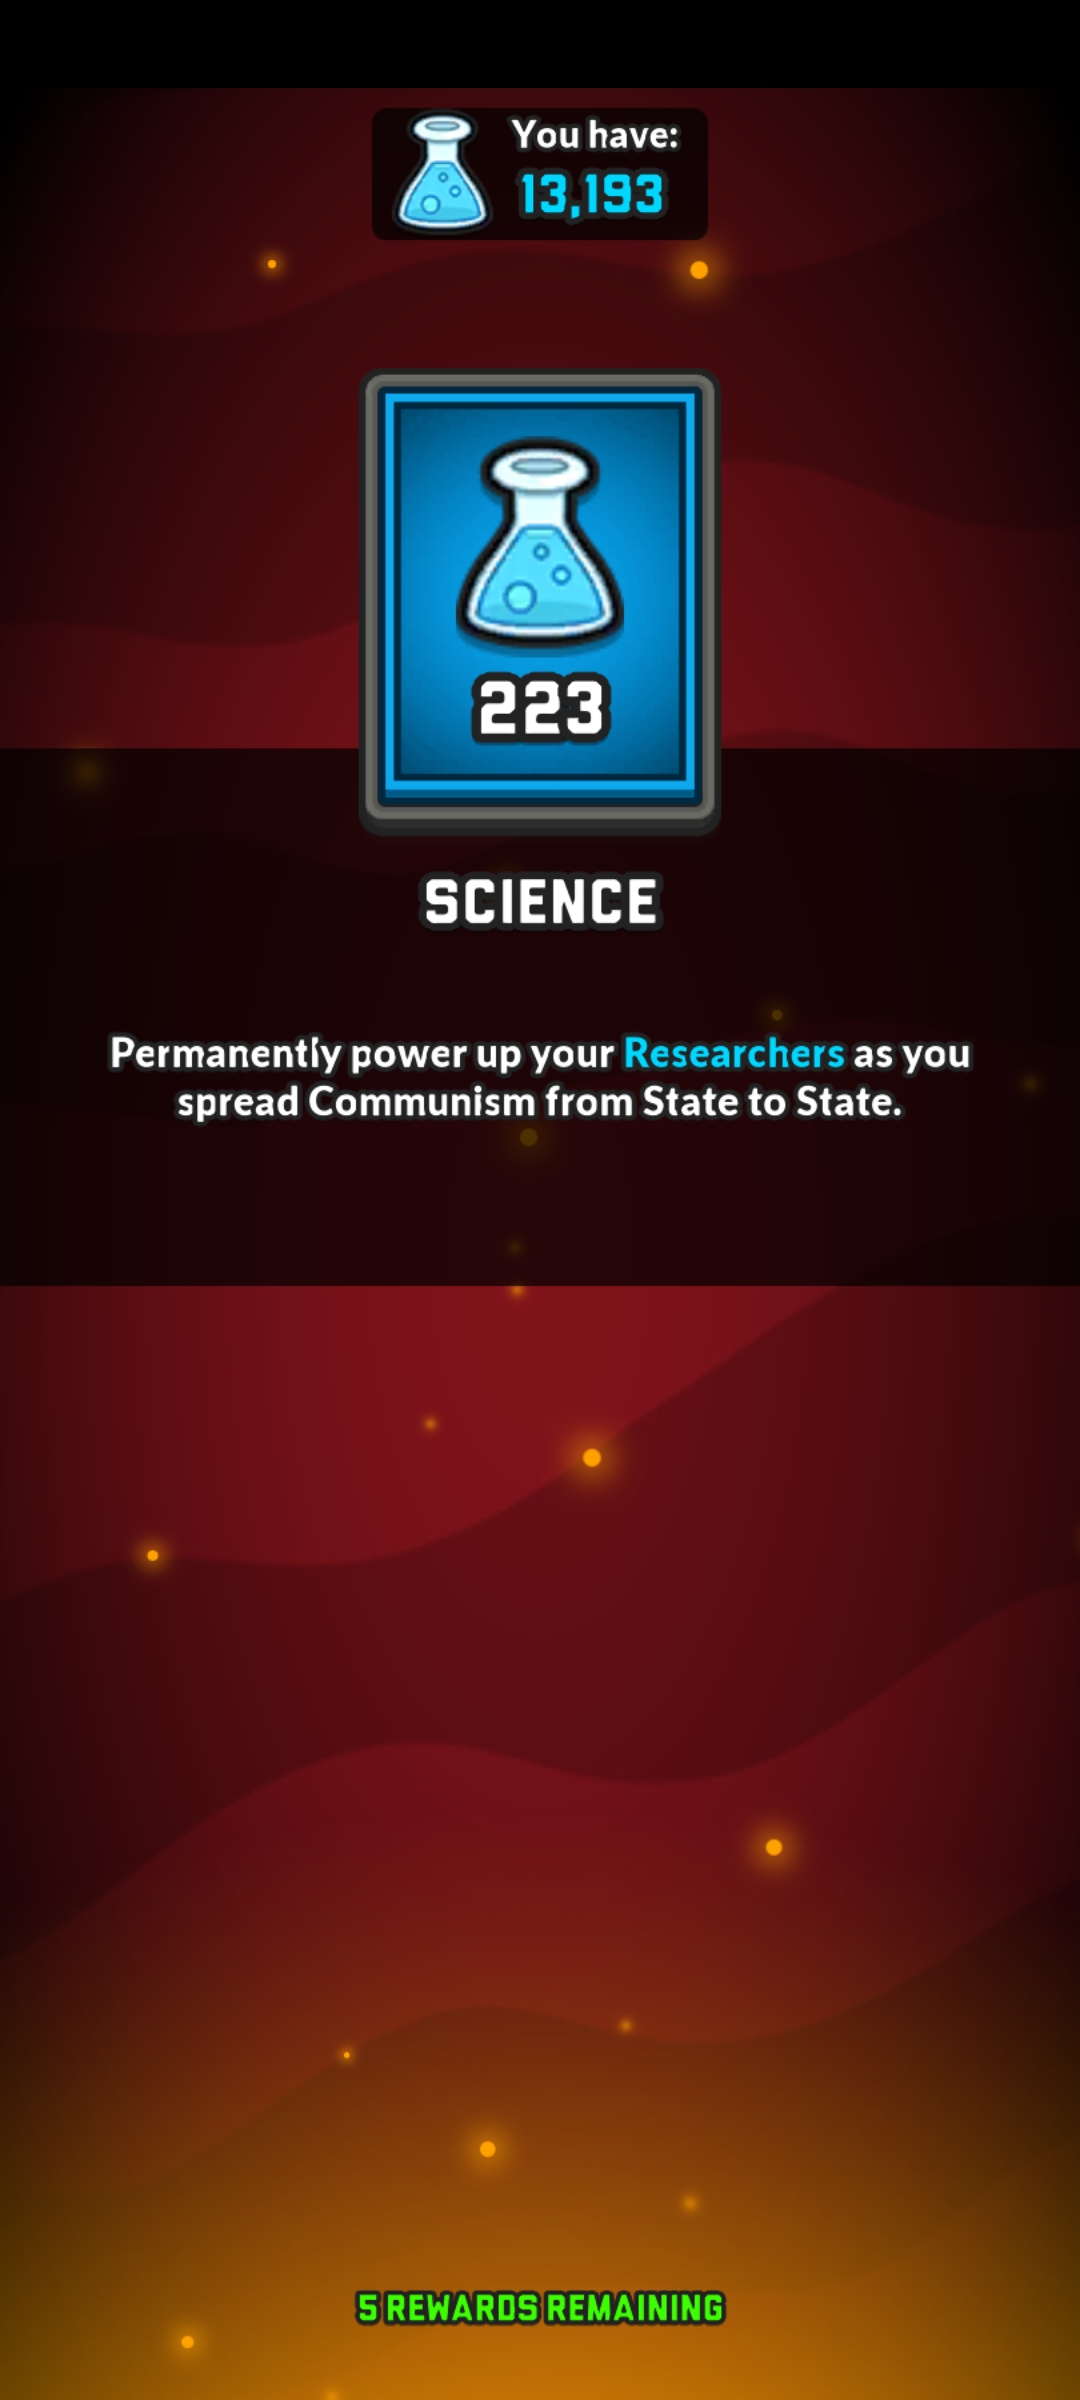 You have:
13,193
223
SCIENCE
Permanently power up your Researchers as you
spread Communism from State to State.
5 REWARDS REMAINING